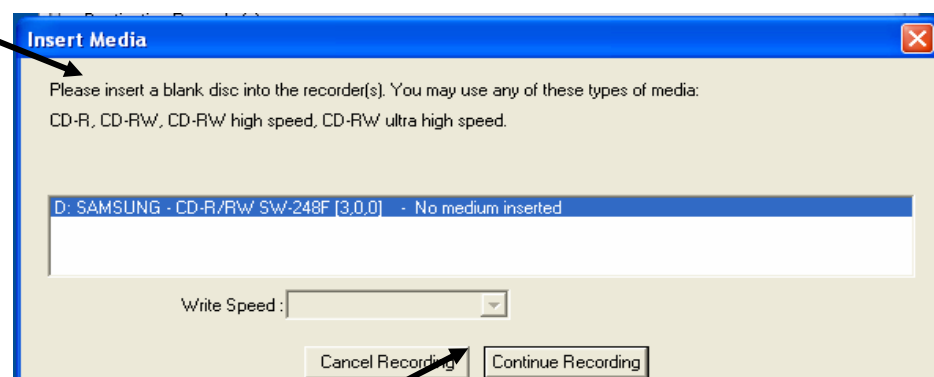 Insert Media
Please insert a blank disc into the recorder(s). You may use any of these types of media:
CD-R, CD-RW, CD-RW high speed, CD-RW ultra high speed.
D: SAMSUNG - CD-R/RW SW-248F [3,0,0] - No medium inserted
Write Speed :
Cancel Recording Continue Recording